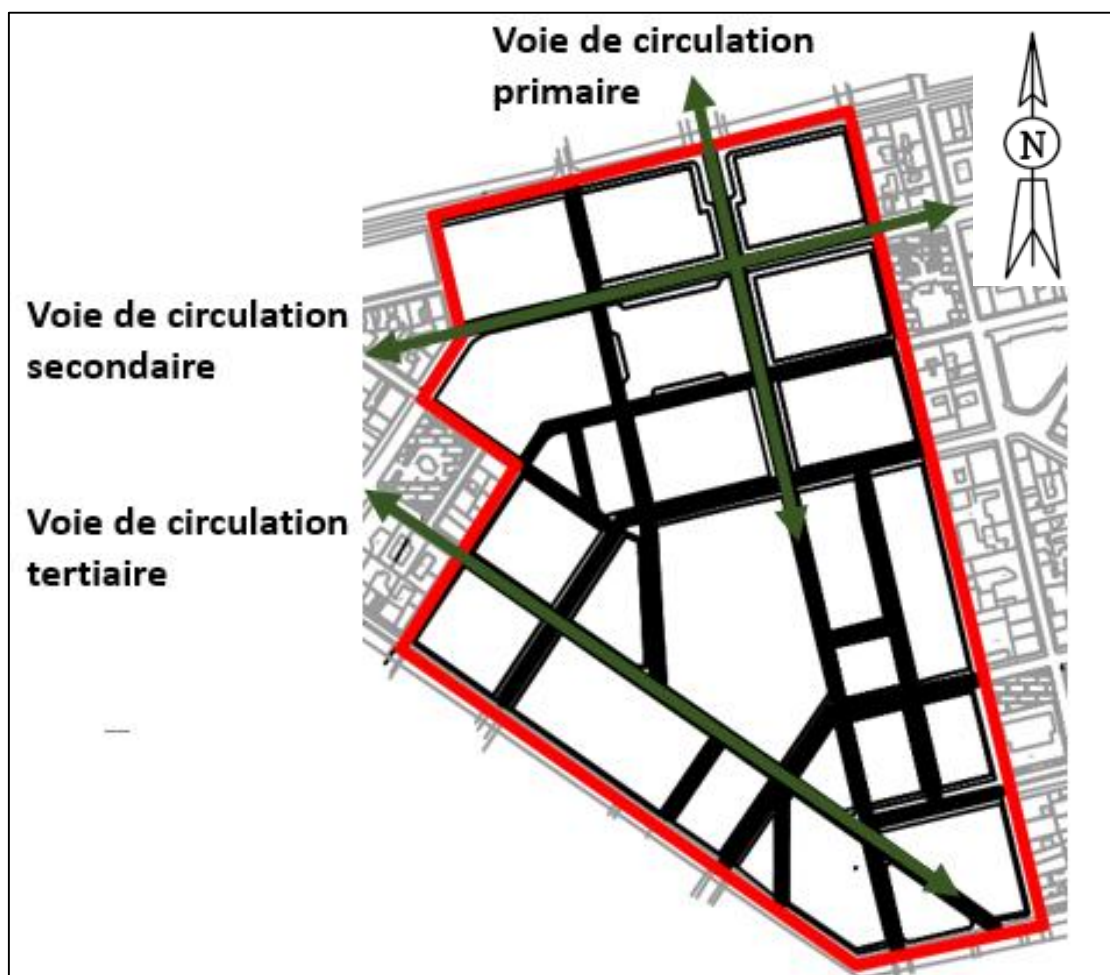 Voie de circulation
primaire
N
Voie de circulation
secondaire
Voie de circulation
tertiaire